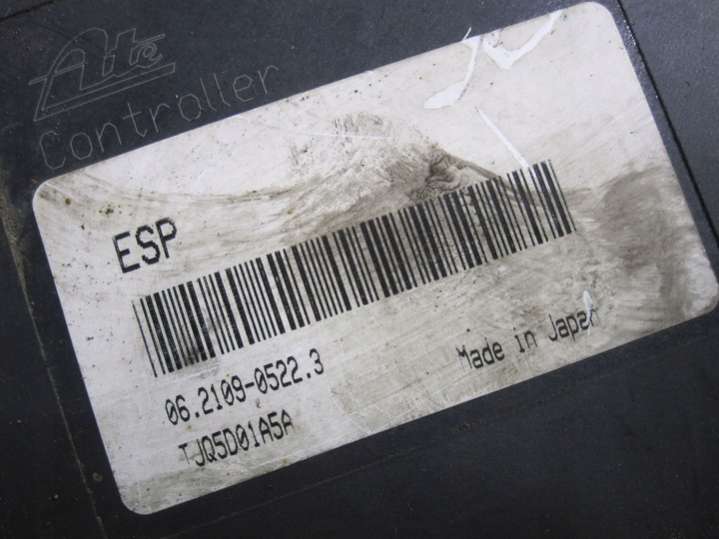 Ate
Controller
ESP
06.2109-0522.3
TJQ5D01A5A
Made in Japan